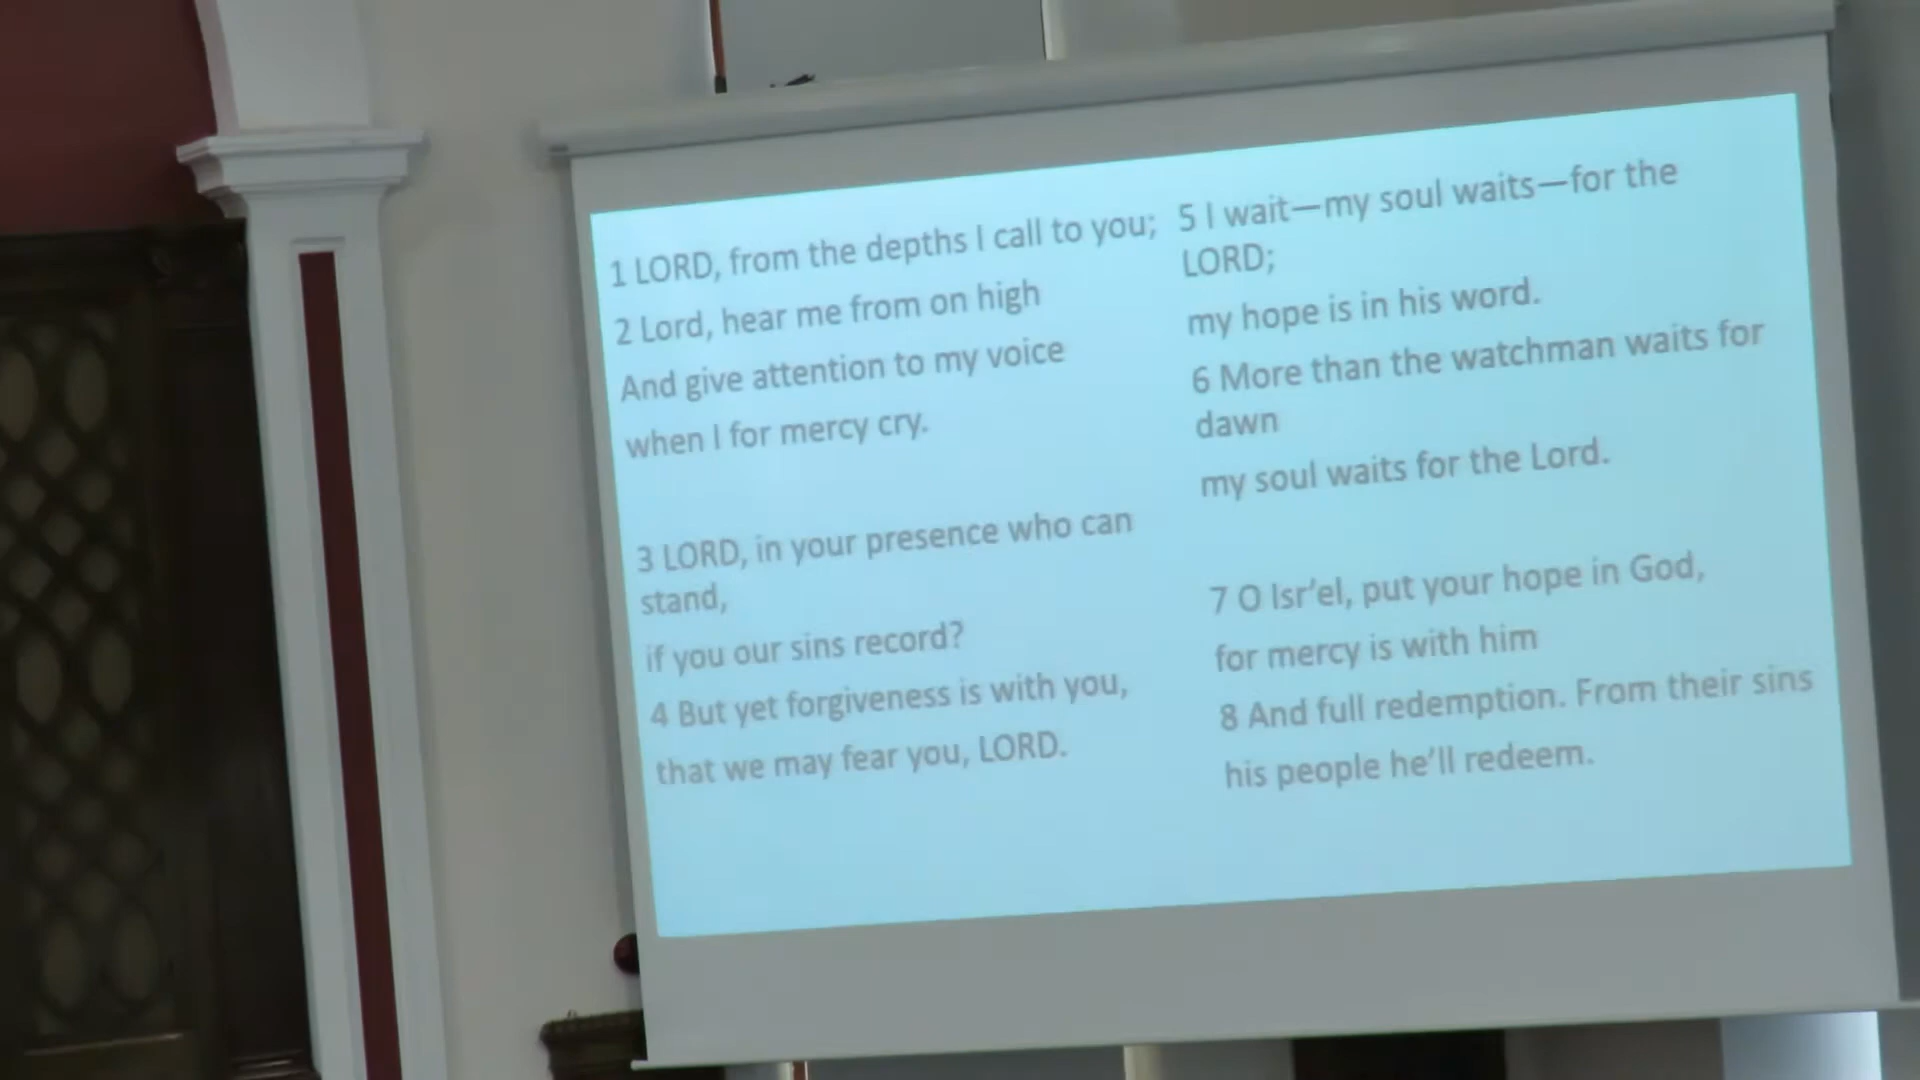 1 LORD, from the depths I call to you;
2 Lord, hear me from on high
And give attention to my voice
when I for mercy cry.
3 LORD, in your presence who can
stand,
if you our sins record?
4 But yet forgiveness is with you,
that we may fear you, LORD.
5 I wait—my soul waits—for the
LORD;
my hope is in his word.
6 More than the watchman waits for
dawn
my soul waits for the Lord.
7 O Isr’el, put your hope in God,
for mercy is with him
8 And full redemption. From their sins
his people he’ll redeem.